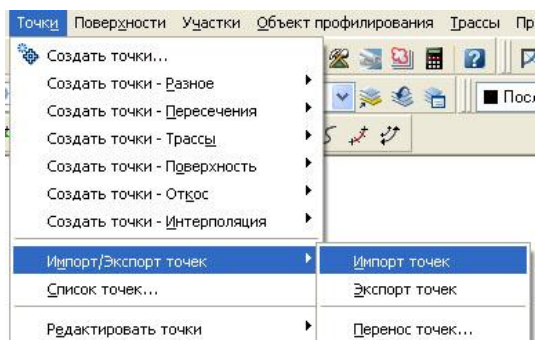 Точки Поверхности Участки Объект профилирования Трассы Пр
Создать точки...
Создать точки - Разное
Создать точки - Пересечения
Посл
Создать точки - Трассы
Создать точки - Поверхность
Создать точки - Откос
Создать точки - Интерполяция
Импорт/Экспорт точек
Импорт точек
Список точек...
Экспорт точек
Редактировать точки
Перенос точек...